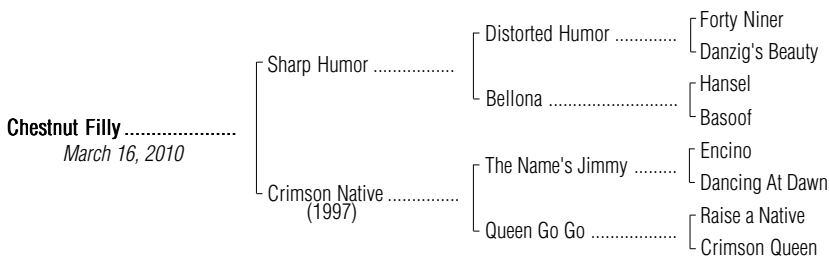 Chestnut Filly ......................
March 16, 2010
Sharp Humor .................
Crimson Native ...............
(1997)
Distorted Humor .............
Bellona ...........................
The Name's Jimmy .........
Queen Go Go ..................
Forty Niner
Danzig's Beauty
Hansel
Basoof
Encino
Dancing At Dawn
Raise a Native
Crimson Queen